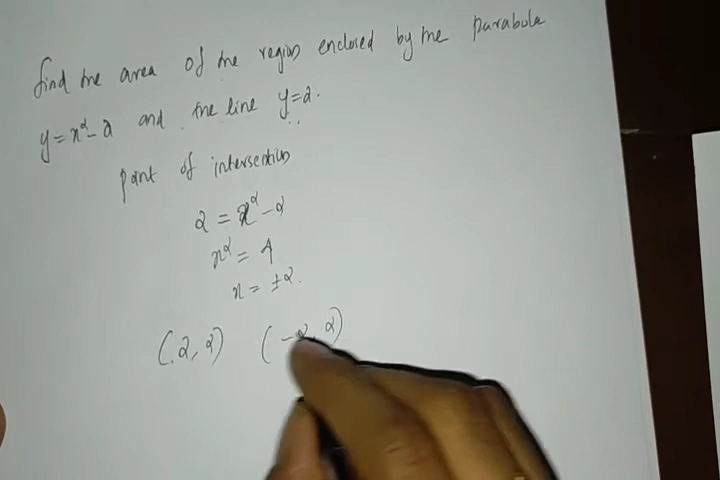 find the area of the region enclosed by the parabola
y = x² - 2 and the line y = 2.
point of intersection
2 = x² - 2
x² = 4
x = ±2.
(2, 2) (-2, 2)